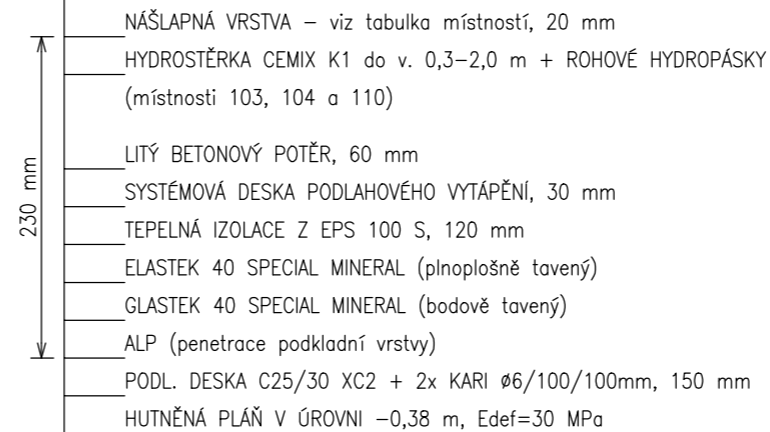 NÁŠLAPNÁ VRSTVA – viz tabulka místností, 20 mm
HYDROSTĚRKA CEMIX K1 do v. 0,3–2,0 m + ROHOVÉ HYDROPÁSKY
(místnosti 103, 104 a 110)
LITÝ BETONOVÝ POTĚR, 60 mm
SYSTÉMOVÁ DESKA PODLAHOVÉHO VYTÁPĚNÍ, 30 mm
TEPELNÁ IZOLACE Z EPS 100 S, 120 mm
ELASTEK 40 SPECIAL MINERAL (plnoplošně tavený)
GLASTEK 40 SPECIAL MINERAL (bodově tavený)
ALP (penetrace podkladní vrstvy)
PODL. DESKA C25/30 XC2 + 2x KARI ø6/100/100mm, 150 mm
HUTNĚNÁ PLÁŇ V ÚROVNI –0,38 m, Edef=30 MPa
230 mm